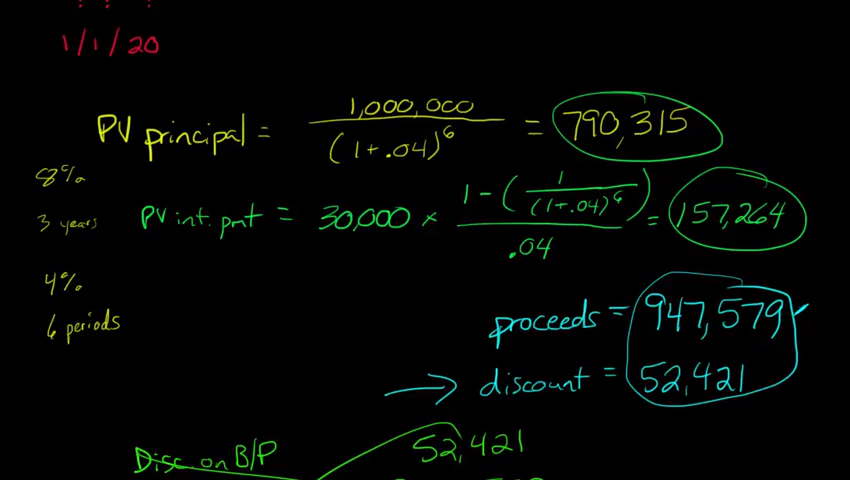 1/1/20
PV principal = 1,000,000 / (1+.04)^6 = 790,315
8%
3 years
PV int. pmt = 30,000 × (1 - (1 / (1+.04)^6)) / .04 = 157,264
4%
6 periods
proceeds = 947,579
→ discount = 52,421
Disc. on B/P 52,421